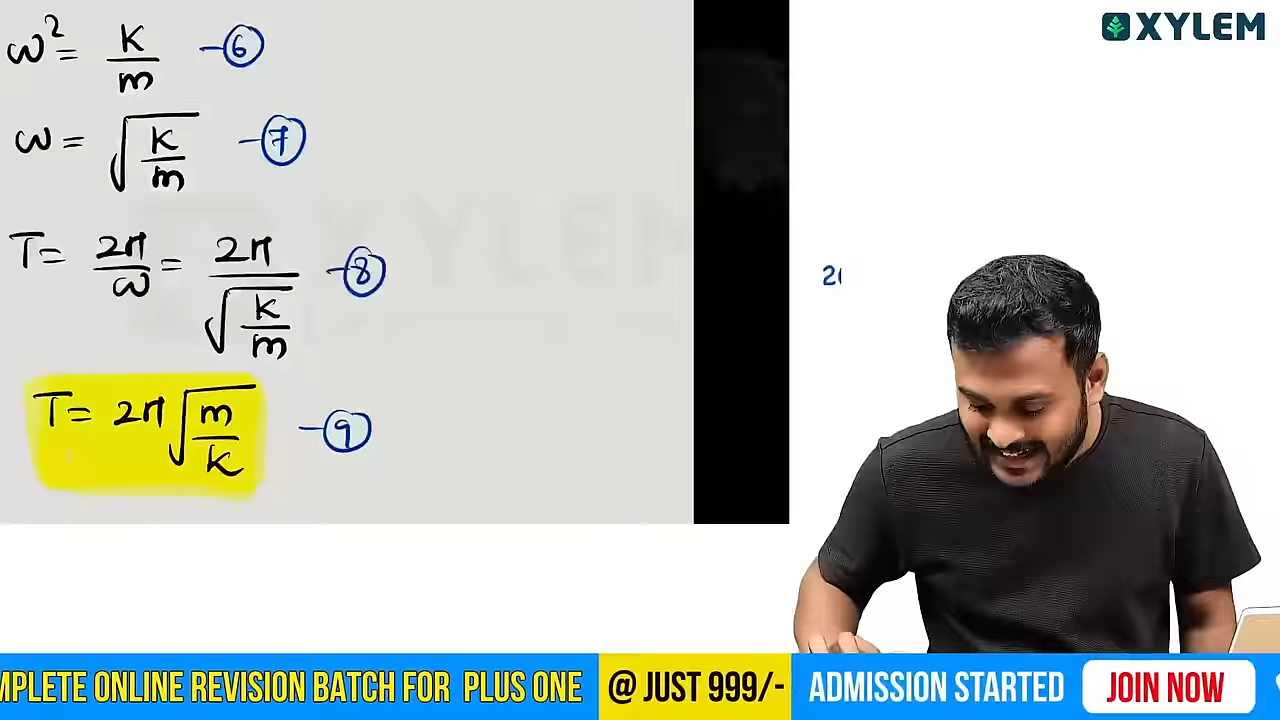 XYLEM
ω² = K/m -⑥
ω = √(K/m) -⑦
T = 2π/ω = 2π/√(K/m) -⑧
T = 2π√(m/K) -⑨
XYLEM
MPLETE ONLINE REVISION BATCH FOR PLUS ONE @ JUST 999/- ADMISSION STARTED JOIN NOW